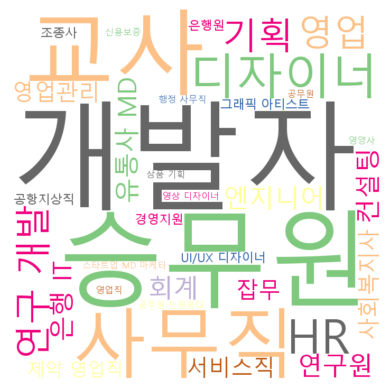 조종사
신용보증
은행원
기획
영업
교사
디자이너
영업관리
유통사 MD
행정 사무직
공무원
그래픽 아티스트
개발자
영양사
공항지상직
상품 기획
영상 디자이너
엔지니어
컨설팅
경영지원
연구 개발
은행 IT
승무원
UI/UX 디자이너
사회복지사
스타트업 MD 마케터
회계
잡무
영업직
사무직
HR
제약 영업직
서비스직
연구원